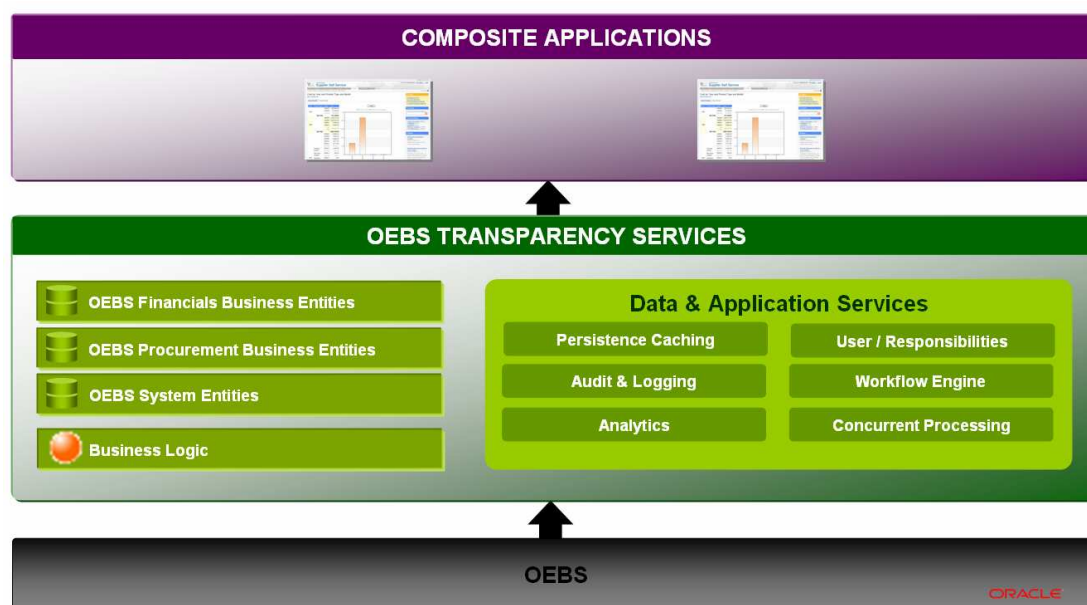 COMPOSITE APPLICATIONS
OEBS TRANSPARENCY SERVICES
OEBS Financials Business Entities
OEBS Procurement Business Entities
OEBS System Entities
Business Logic
Data & Application Services
Persistence Caching
User / Responsibilities
Audit & Logging
Workflow Engine
Analytics
Concurrent Processing
OEBS
ORACLE